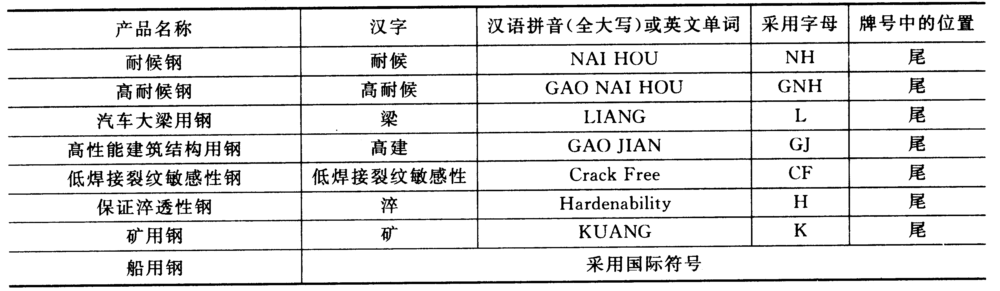 产品名称 汉字 汉语拼音(全大写)或英文单词 采用字母 牌号中的位置
耐候钢 耐候 NAI HOU NH 尾
高耐候钢 高耐候 GAO NAI HOU GNH 尾
汽车大梁用钢 梁 LIANG L 尾
高性能建筑结构用钢 高建 GAO JIAN GJ 尾
低焊接裂纹敏感性钢 低焊接裂纹敏感性 Crack Free CF 尾
保证淬透性钢 淬 Hardenability H 尾
矿用钢 矿 KUANG K 尾
船用钢 采用国际符号